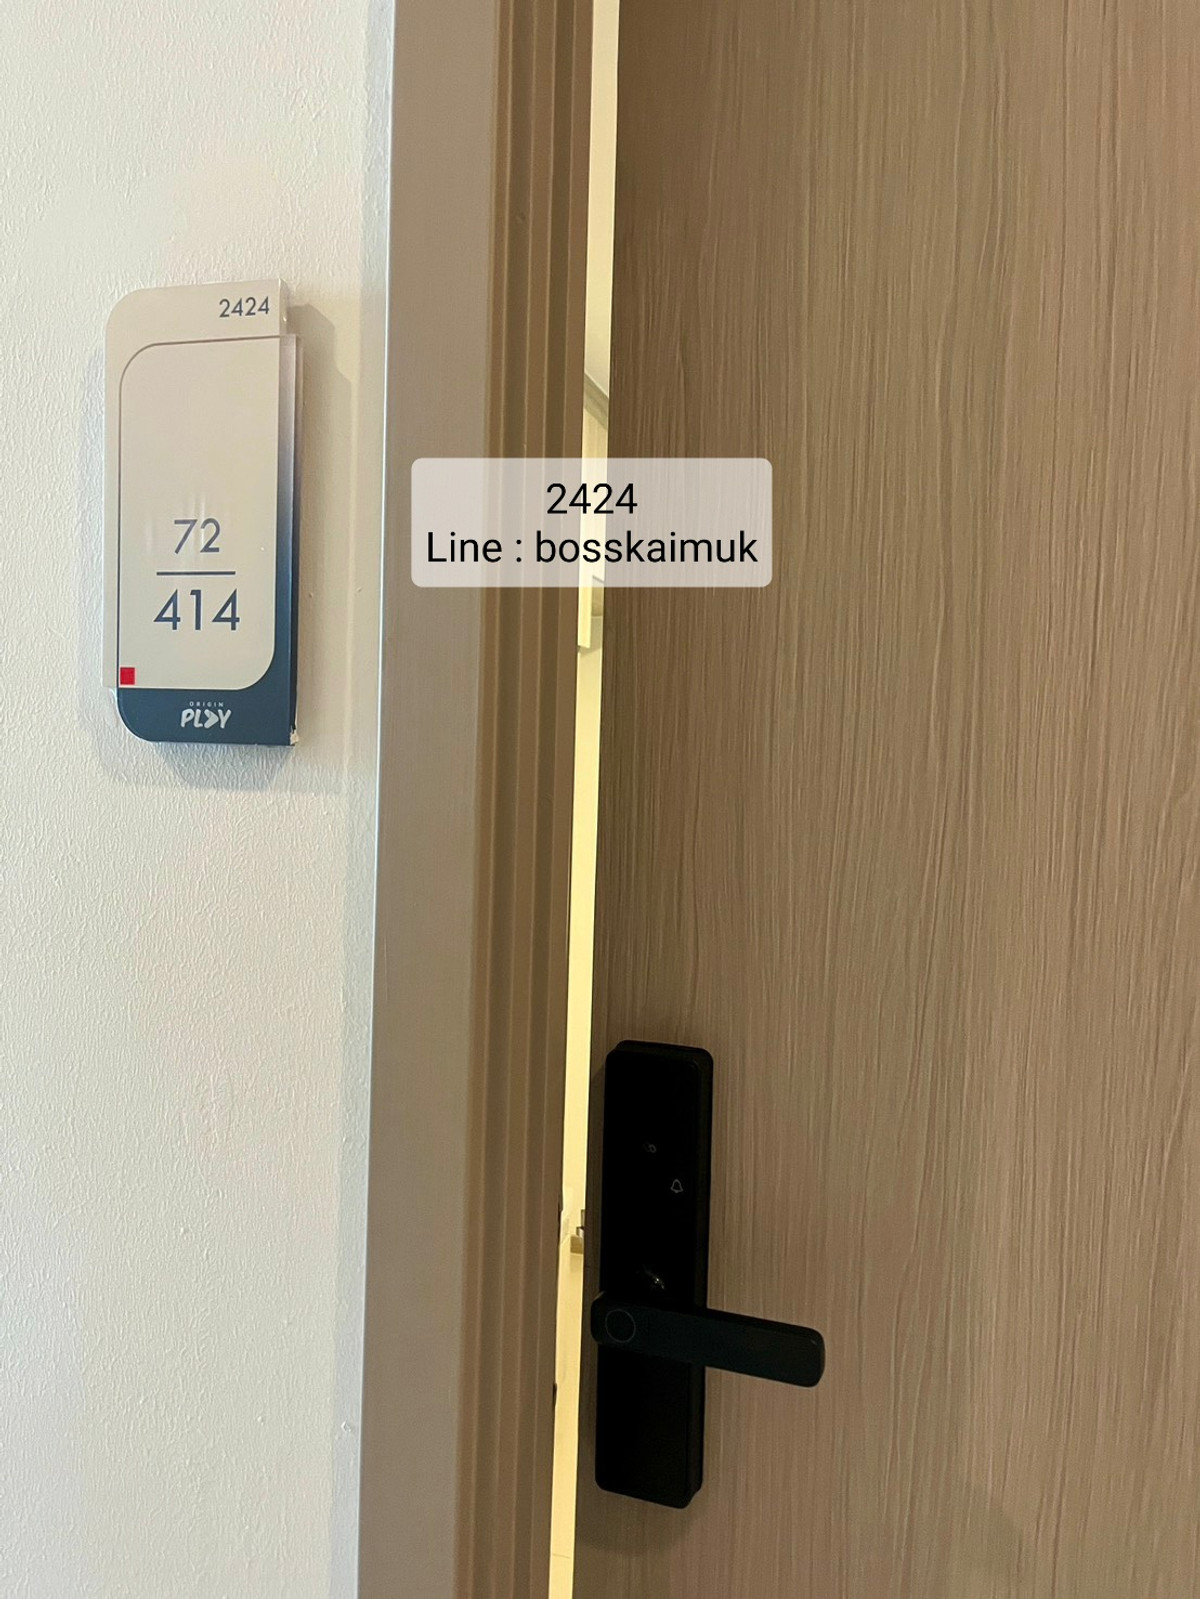 2424
72
414
ORIGIN
PLAY
2424
Line : bosskaimuk